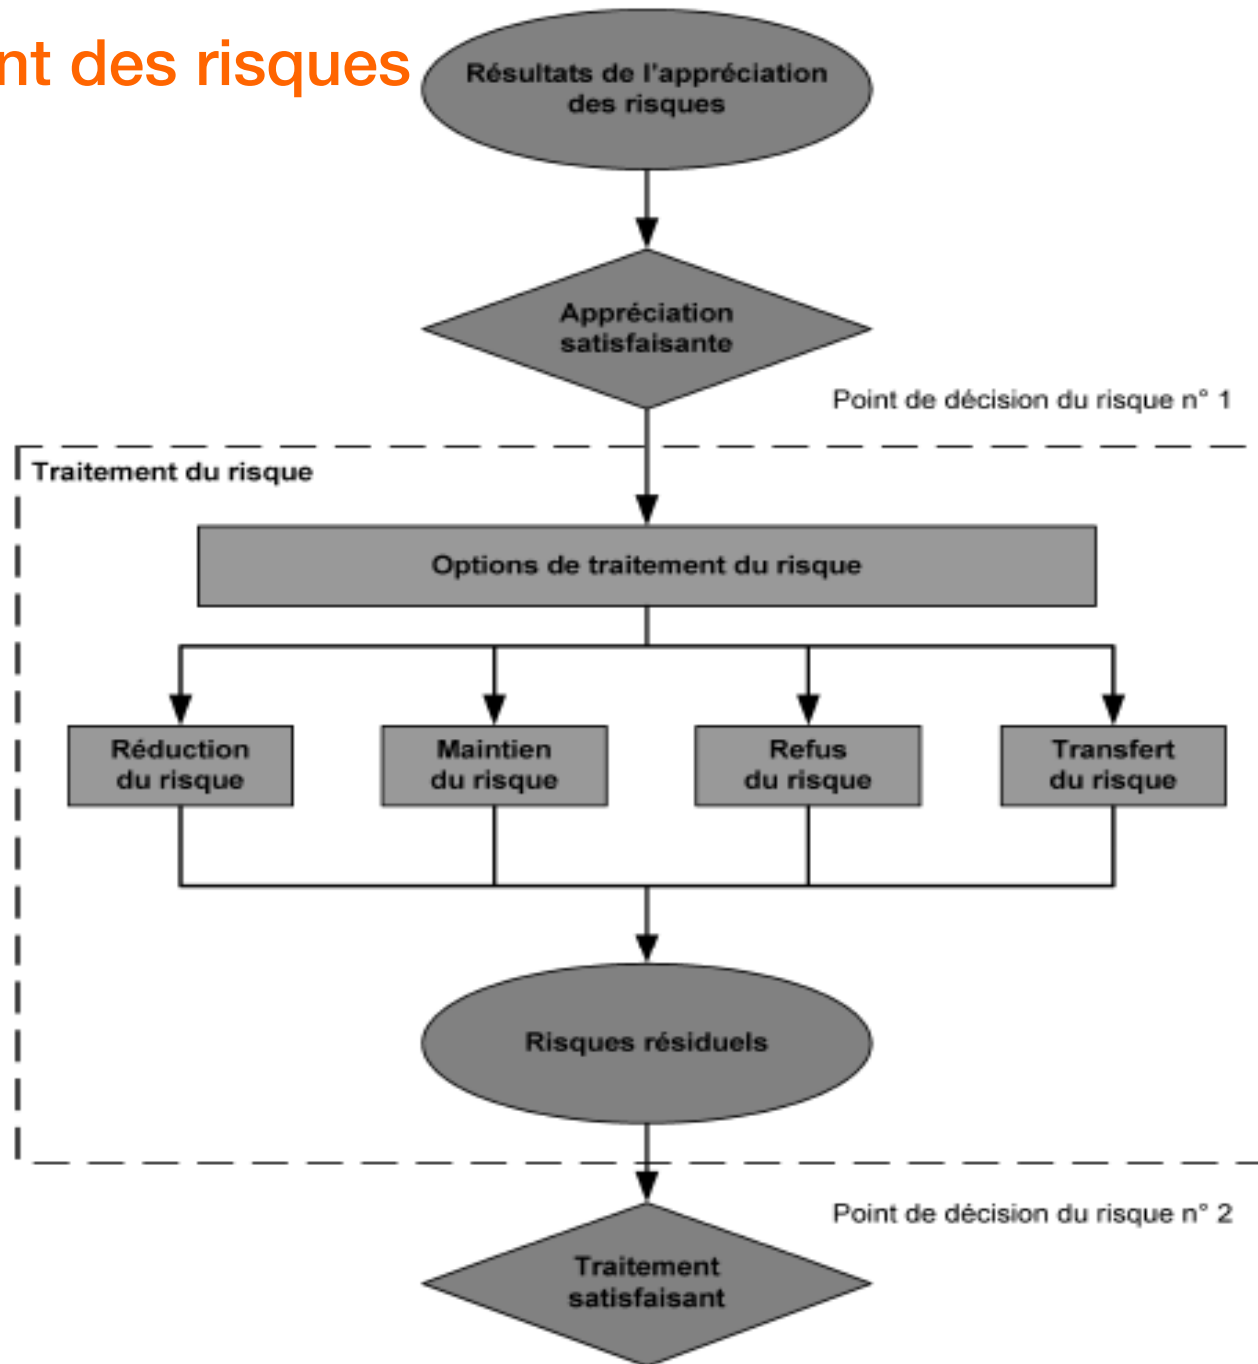 nt des risques
Résultats de l'appréciation
des risques
Appréciation
satisfaisante
Point de décision du risque n° 1
Traitement du risque
Options de traitement du risque
Réduction
du risque
Maintien
du risque
Refus
du risque
Transfert
du risque
Risques résiduels
Point de décision du risque n° 2
Traitement
satisfaisant